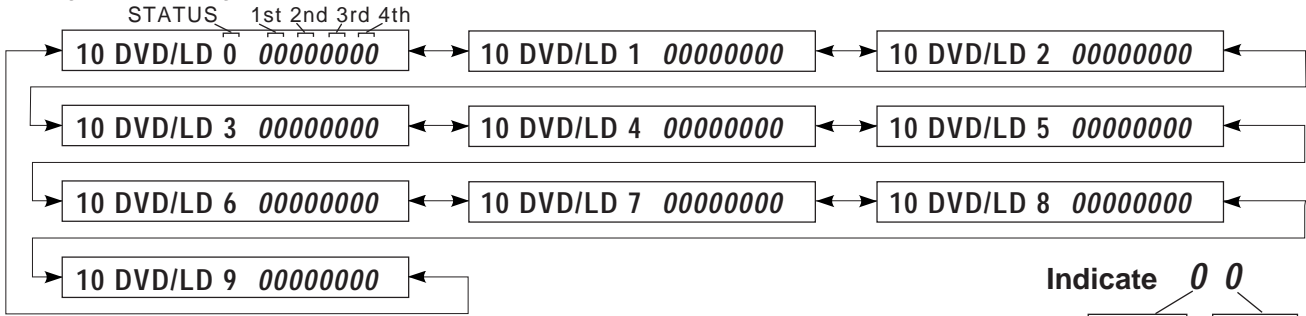 STATUS 1st 2nd 3rd 4th
10 DVD/LD 0 00000000 10 DVD/LD 1 00000000 10 DVD/LD 2 00000000
10 DVD/LD 3 00000000 10 DVD/LD 4 00000000 10 DVD/LD 5 00000000
10 DVD/LD 6 00000000 10 DVD/LD 7 00000000 10 DVD/LD 8 00000000
10 DVD/LD 9 00000000
Indicate 0 0